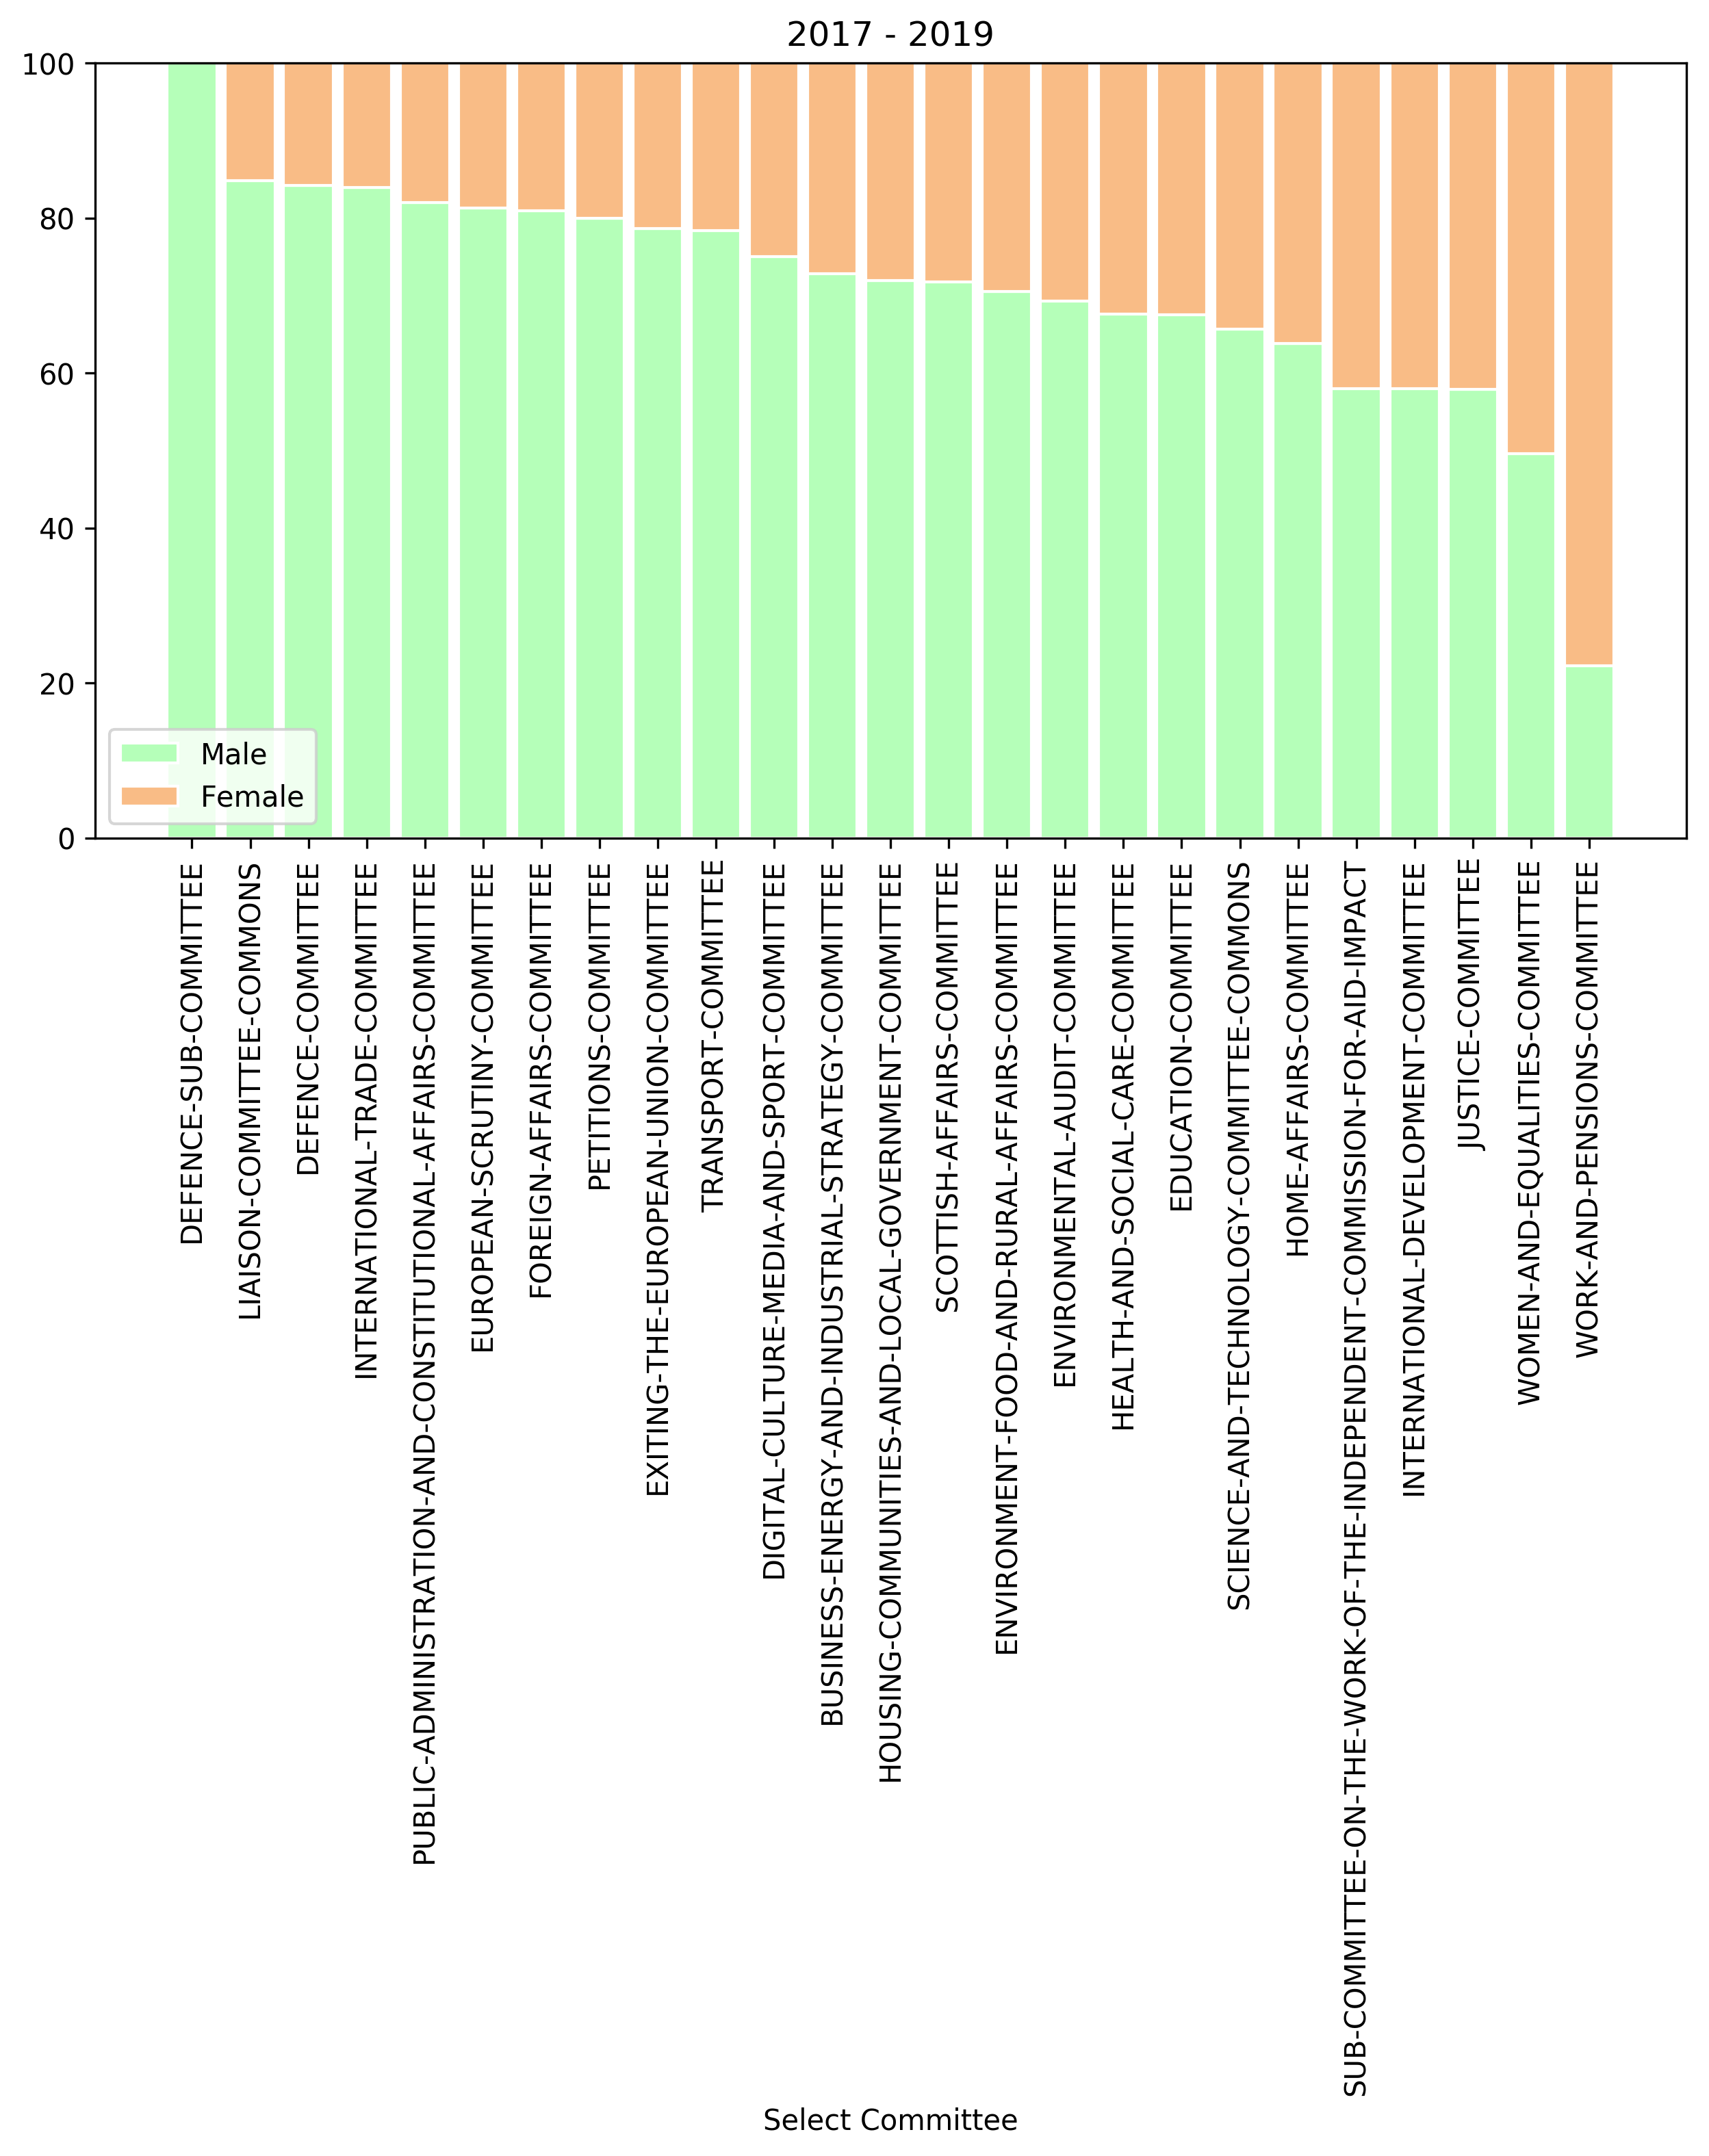 2017 - 2019
100
80
60
40
20
0
Male
Female
DEFENCE-SUB-COMMITTEE
LIAISON-COMMITTEE-COMMONS
DEFENCE-COMMITTEE
INTERNATIONAL-TRADE-COMMITTEE
PUBLIC-ADMINISTRATION-AND-CONSTITUTIONAL-AFFAIRS-COMMITTEE
EUROPEAN-SCRUTINY-COMMITTEE
FOREIGN-AFFAIRS-COMMITTEE
PETITIONS-COMMITTEE
EXITING-THE-EUROPEAN-UNION-COMMITTEE
TRANSPORT-COMMITTEE
DIGITAL-CULTURE-MEDIA-AND-SPORT-COMMITTEE
BUSINESS-ENERGY-AND-INDUSTRIAL-STRATEGY-COMMITTEE
HOUSING-COMMUNITIES-AND-LOCAL-GOVERNMENT-COMMITTEE
SCOTTISH-AFFAIRS-COMMITTEE
ENVIRONMENT-FOOD-AND-RURAL-AFFAIRS-COMMITTEE
ENVIRONMENTAL-AUDIT-COMMITTEE
HEALTH-AND-SOCIAL-CARE-COMMITTEE
EDUCATION-COMMITTEE
SCIENCE-AND-TECHNOLOGY-COMMITTEE-COMMONS
HOME-AFFAIRS-COMMITTEE
SUB-COMMITTEE-ON-THE-WORK-OF-THE-INDEPENDENT-COMMISSION-FOR-AID-IMPACT
INTERNATIONAL-DEVELOPMENT-COMMITTEE
JUSTICE-COMMITTEE
WOMEN-AND-EQUALITIES-COMMITTEE
WORK-AND-PENSIONS-COMMITTEE
Select Committee